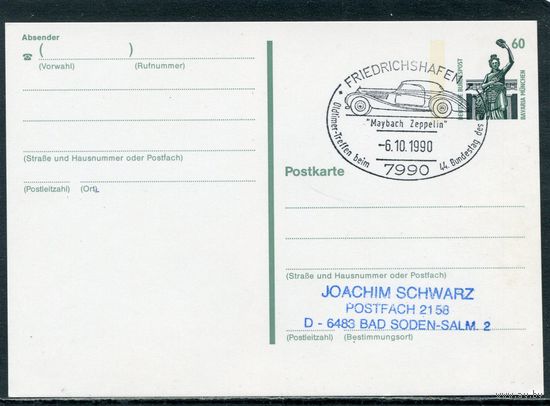 Absender
( )
(Vorwahl) (Rufnummer)
(Straße und Hausnummer oder Postfach)
(Postleitzahl) (Ort)
FRIEDRICHSHAFEN
"Maybach Zeppelin"
-6.10.1990
7990
Oldtimer-Treffen beim 44. Bundestag des
60
BUNDESPOST
BAVARIA MÜNCHEN
Postkarte
(Straße und Hausnummer oder Postfach)
JOACHIM SCHWARZ
POSTFACH 2158
D - 6483 BAD SODEN-SALM. 2
(Postleitzahl) (Bestimmungsort)